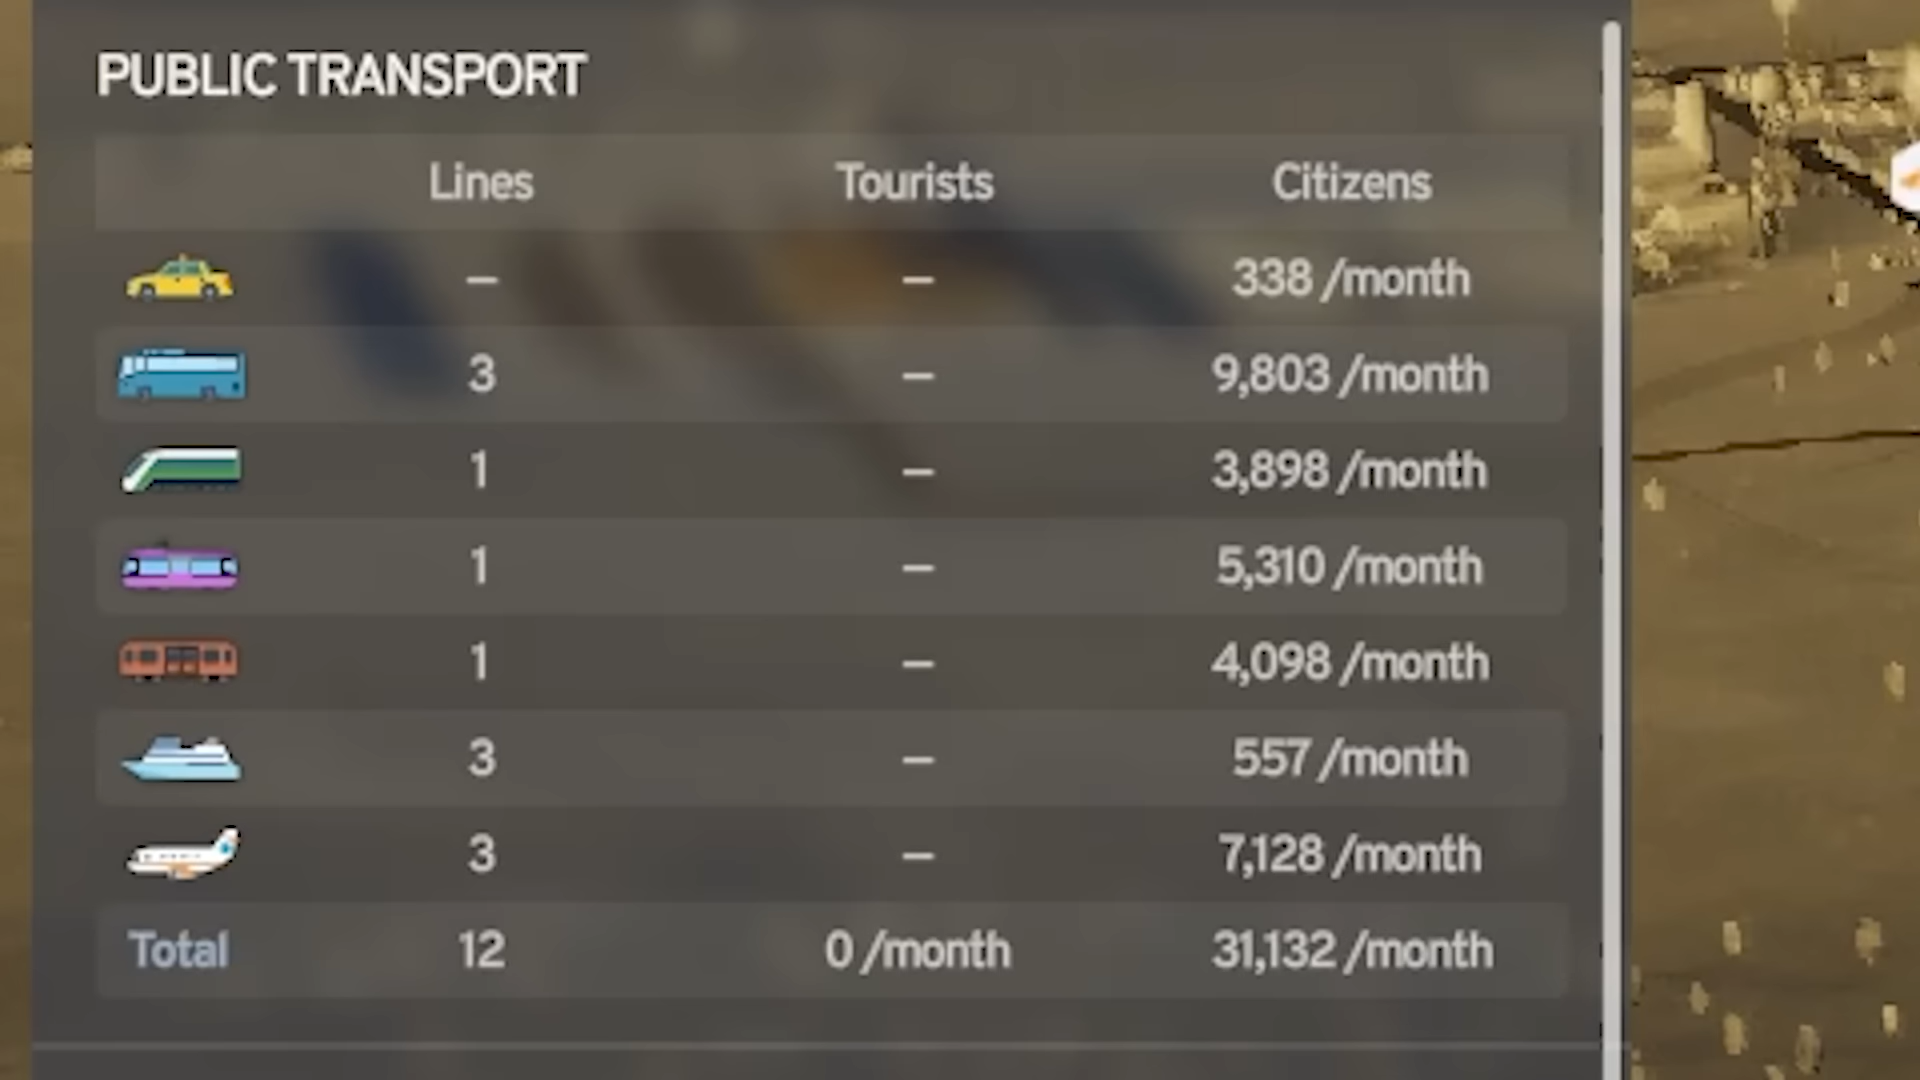 PUBLIC TRANSPORT
Lines Tourists Citizens
– – 338 /month
3 – 9,803 /month
1 – 3,898 /month
1 – 5,310 /month
1 – 4,098 /month
3 – 557 /month
3 – 7,128 /month
Total 12 0 /month 31,132 /month